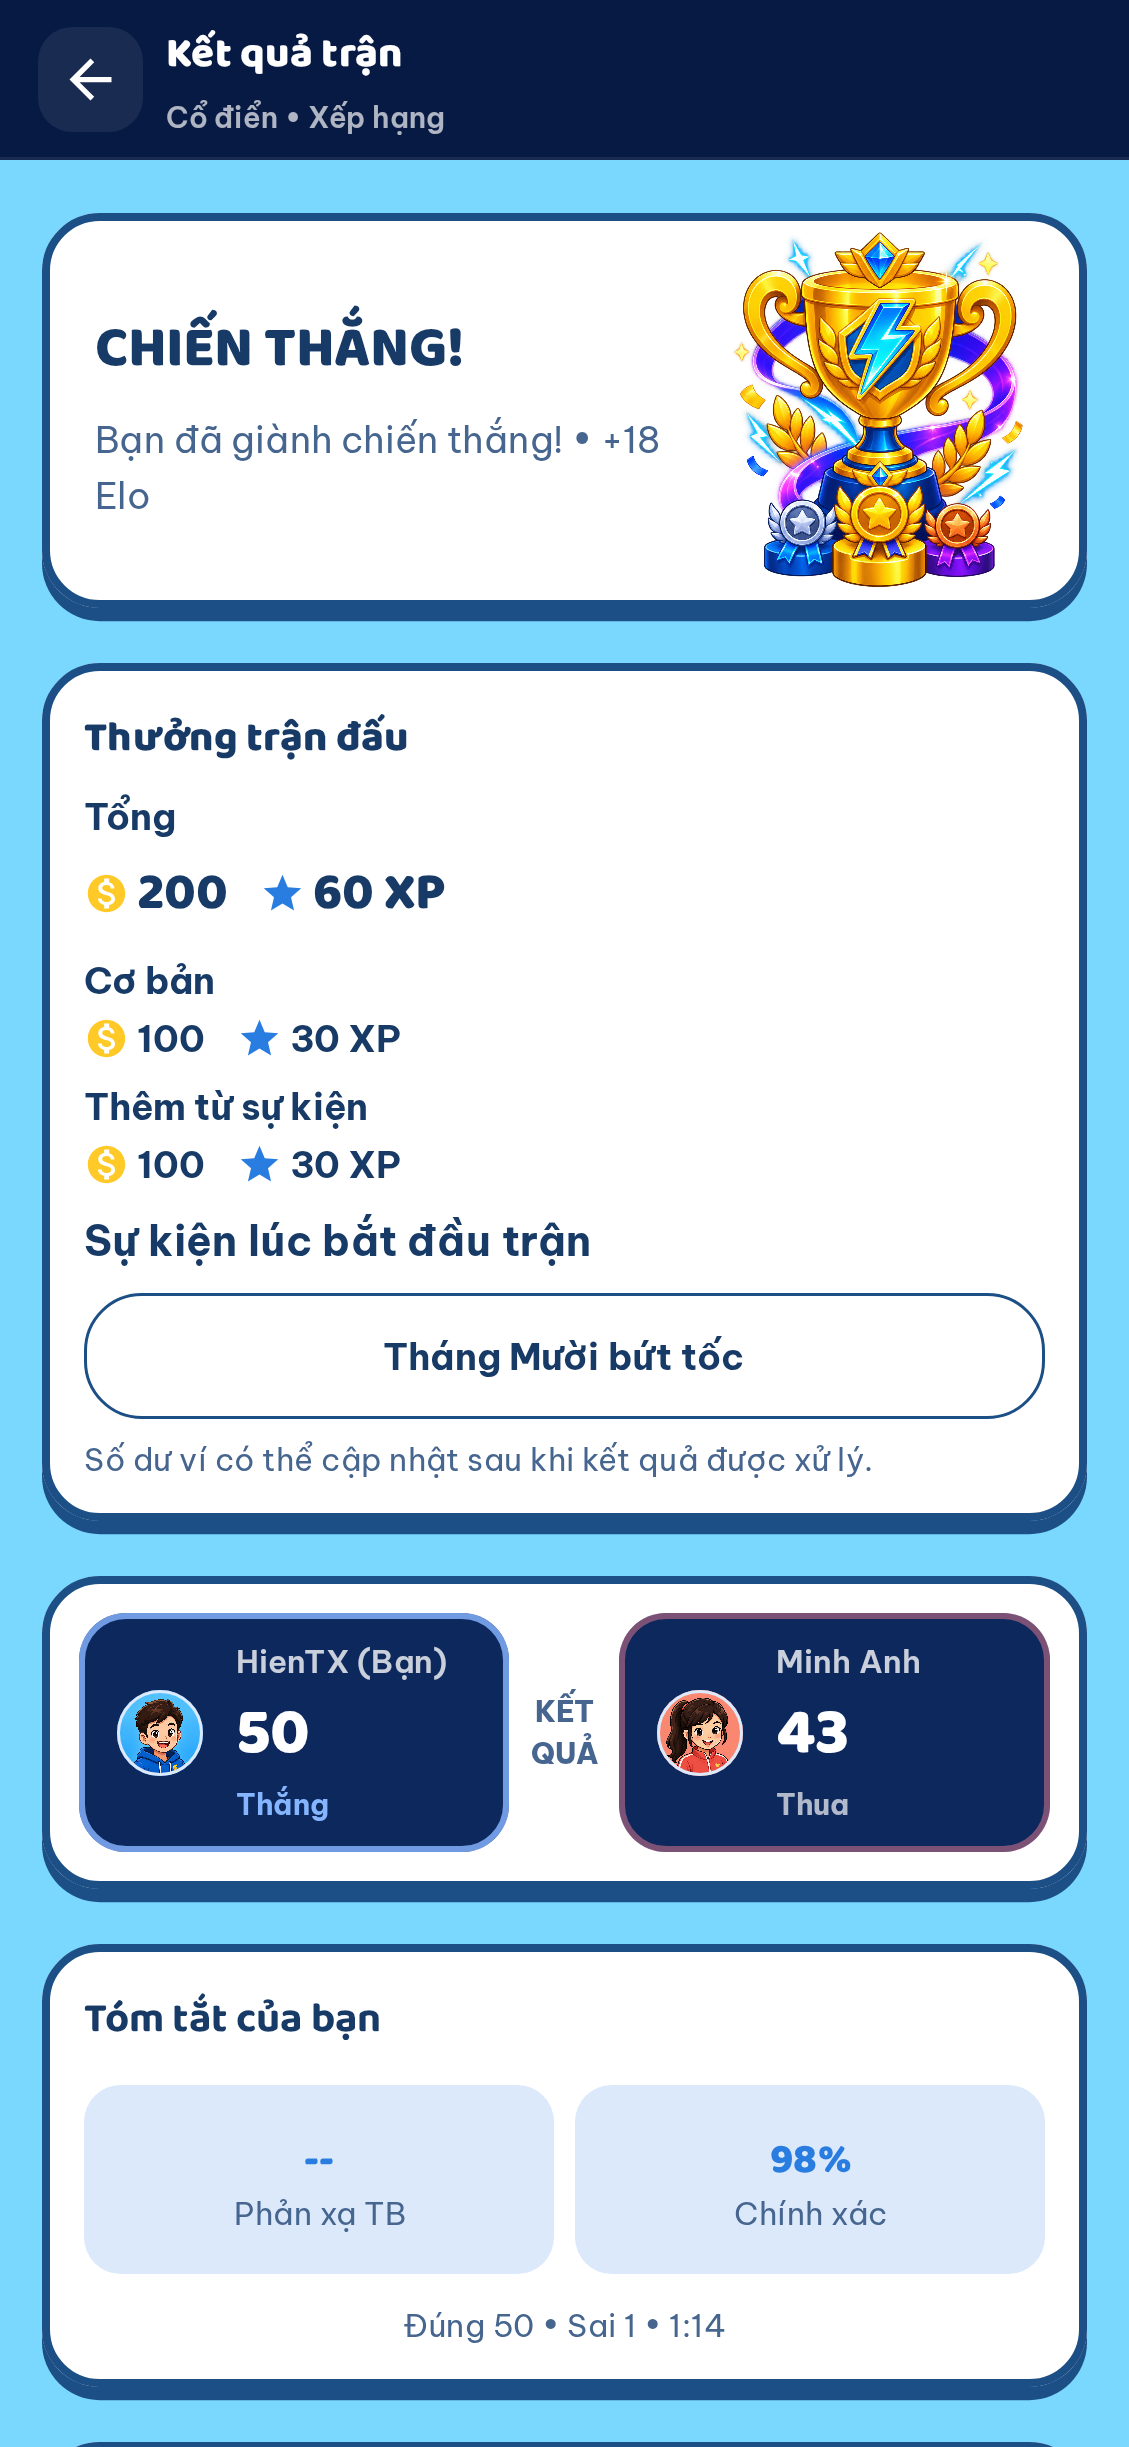 Kết quả trận
Cổ điển • Xếp hạng
CHIẾN THẮNG!
Bạn đã giành chiến thắng! • +18
Elo
Thưởng trận đấu
Tổng
200 60 XP
Cơ bản
100 30 XP
Thêm từ sự kiện
100 30 XP
Sự kiện lúc bắt đầu trận
Tháng Mười bứt tốc
Số dư ví có thể cập nhật sau khi kết quả được xử lý.
HienTX (Bạn)
50
Thắng
KẾT
QUẢ
Minh Anh
43
Thua
Tóm tắt của bạn
--
Phản xạ TB
98%
Chính xác
Đúng 50 • Sai 1 • 1:14